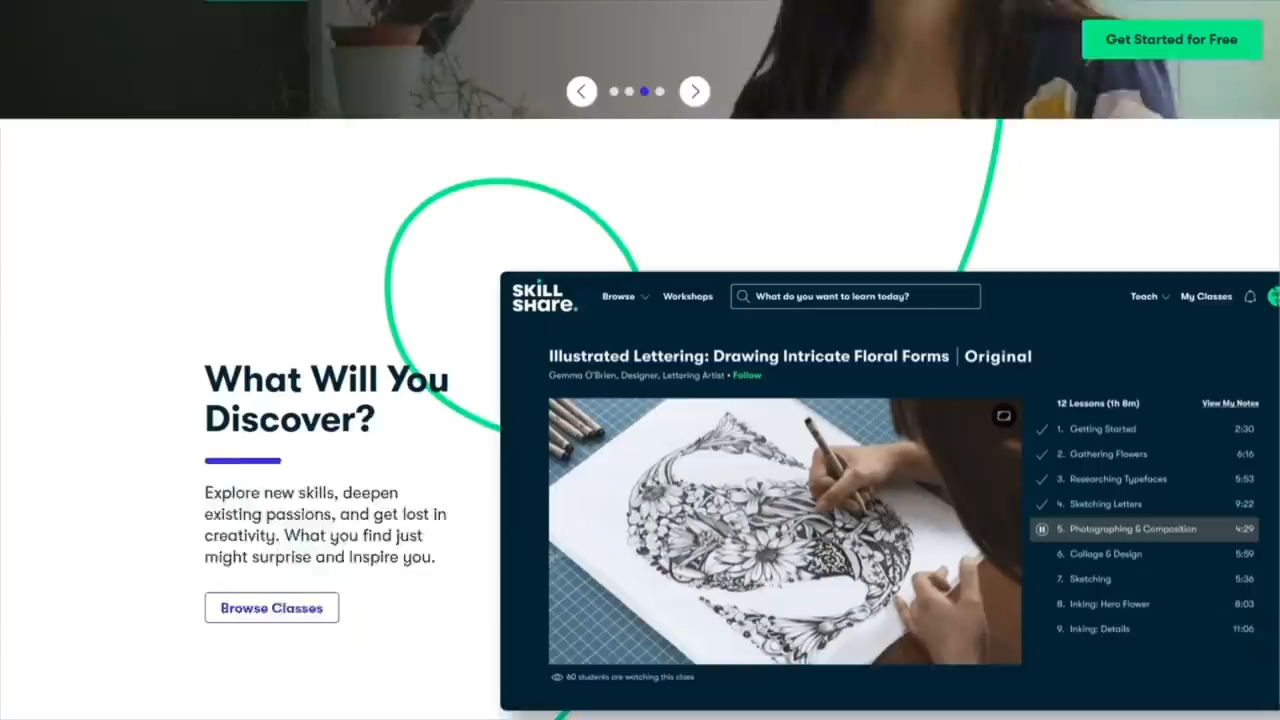 Get Started for Free
SKILL
SHARE.
Browse
Workshops
What do you want to learn today?
Teach
My Classes
Illustrated Lettering: Drawing Intricate Floral Forms | Original
Gemma O'Brien, Designer, Lettering Artist • Follow
What Will You
Discover?
Explore new skills, deepen
existing passions, and get lost in
creativity. What you find just
might surprise and inspire you.
Browse Classes
12 Lessons (1h 8m) View My Notes
1. Getting Started 2:30
2. Gathering Flowers 6:16
3. Researching Typefaces 5:53
4. Sketching Letters 9:22
5. Photographing & Composition 4:29
6. Collage & Design 5:59
7. Sketching 5:36
8. Inking: Hero Flower 8:03
9. Inking: Details 11:06
60 students are watching this class